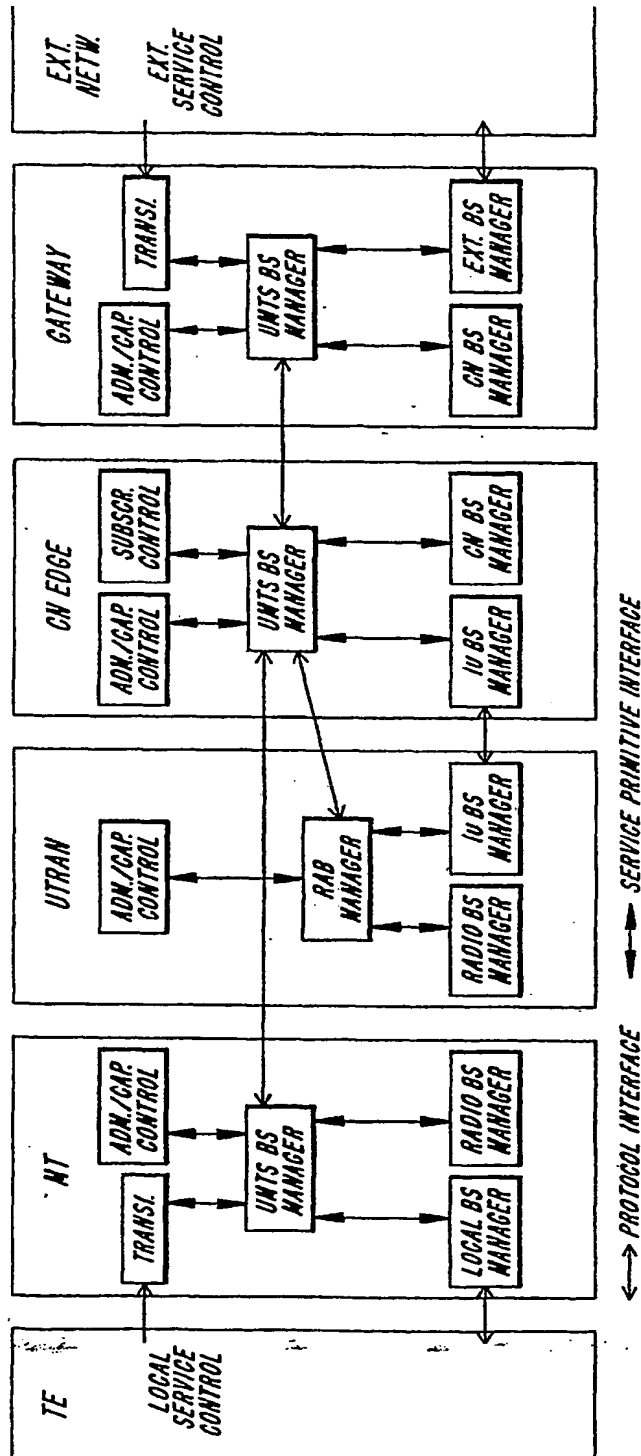 TE
LOCAL
SERVICE
CONTROL
MT
TRANSL.
ADM./CAP.
CONTROL
UMTS BS
MANAGER
LOCAL BS
MANAGER
RADIO BS
MANAGER
UTRAN
ADM./CAP.
CONTROL
RAB
MANAGER
RADIO BS
MANAGER
IU BS
MANAGER
CN EDGE
ADM./CAP.
CONTROL
SUBSCR.
CONTROL
UMTS BS
MANAGER
IU BS
MANAGER
CN BS
MANAGER
GATEWAY
ADM./CAP.
CONTROL
TRANSL.
UMTS BS
MANAGER
CN BS
MANAGER
EXT. BS
MANAGER
EXT.
NETW.
EXT.
SERVICE
CONTROL
PROTOCOL INTERFACE
SERVICE PRIMITIVE INTERFACE